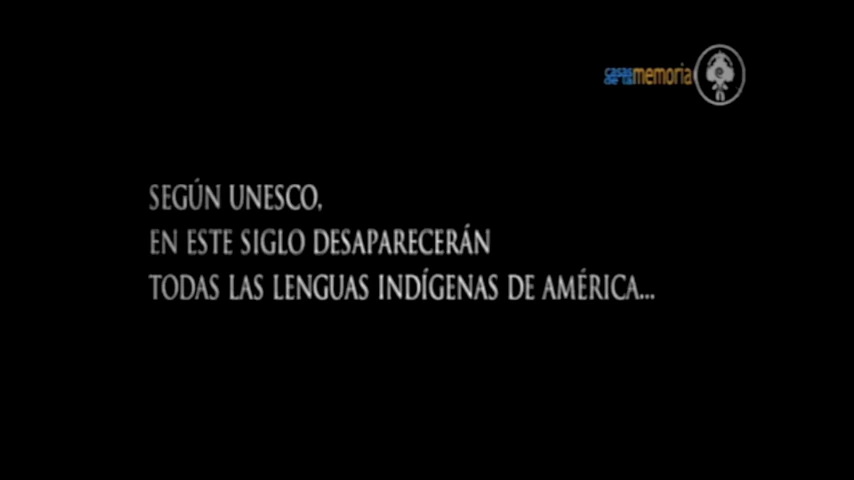 casas
de la memoria
SEGÚN UNESCO,
EN ESTE SIGLO DESAPARECERÁN
TODAS LAS LENGUAS INDÍGENAS DE AMÉRICA...